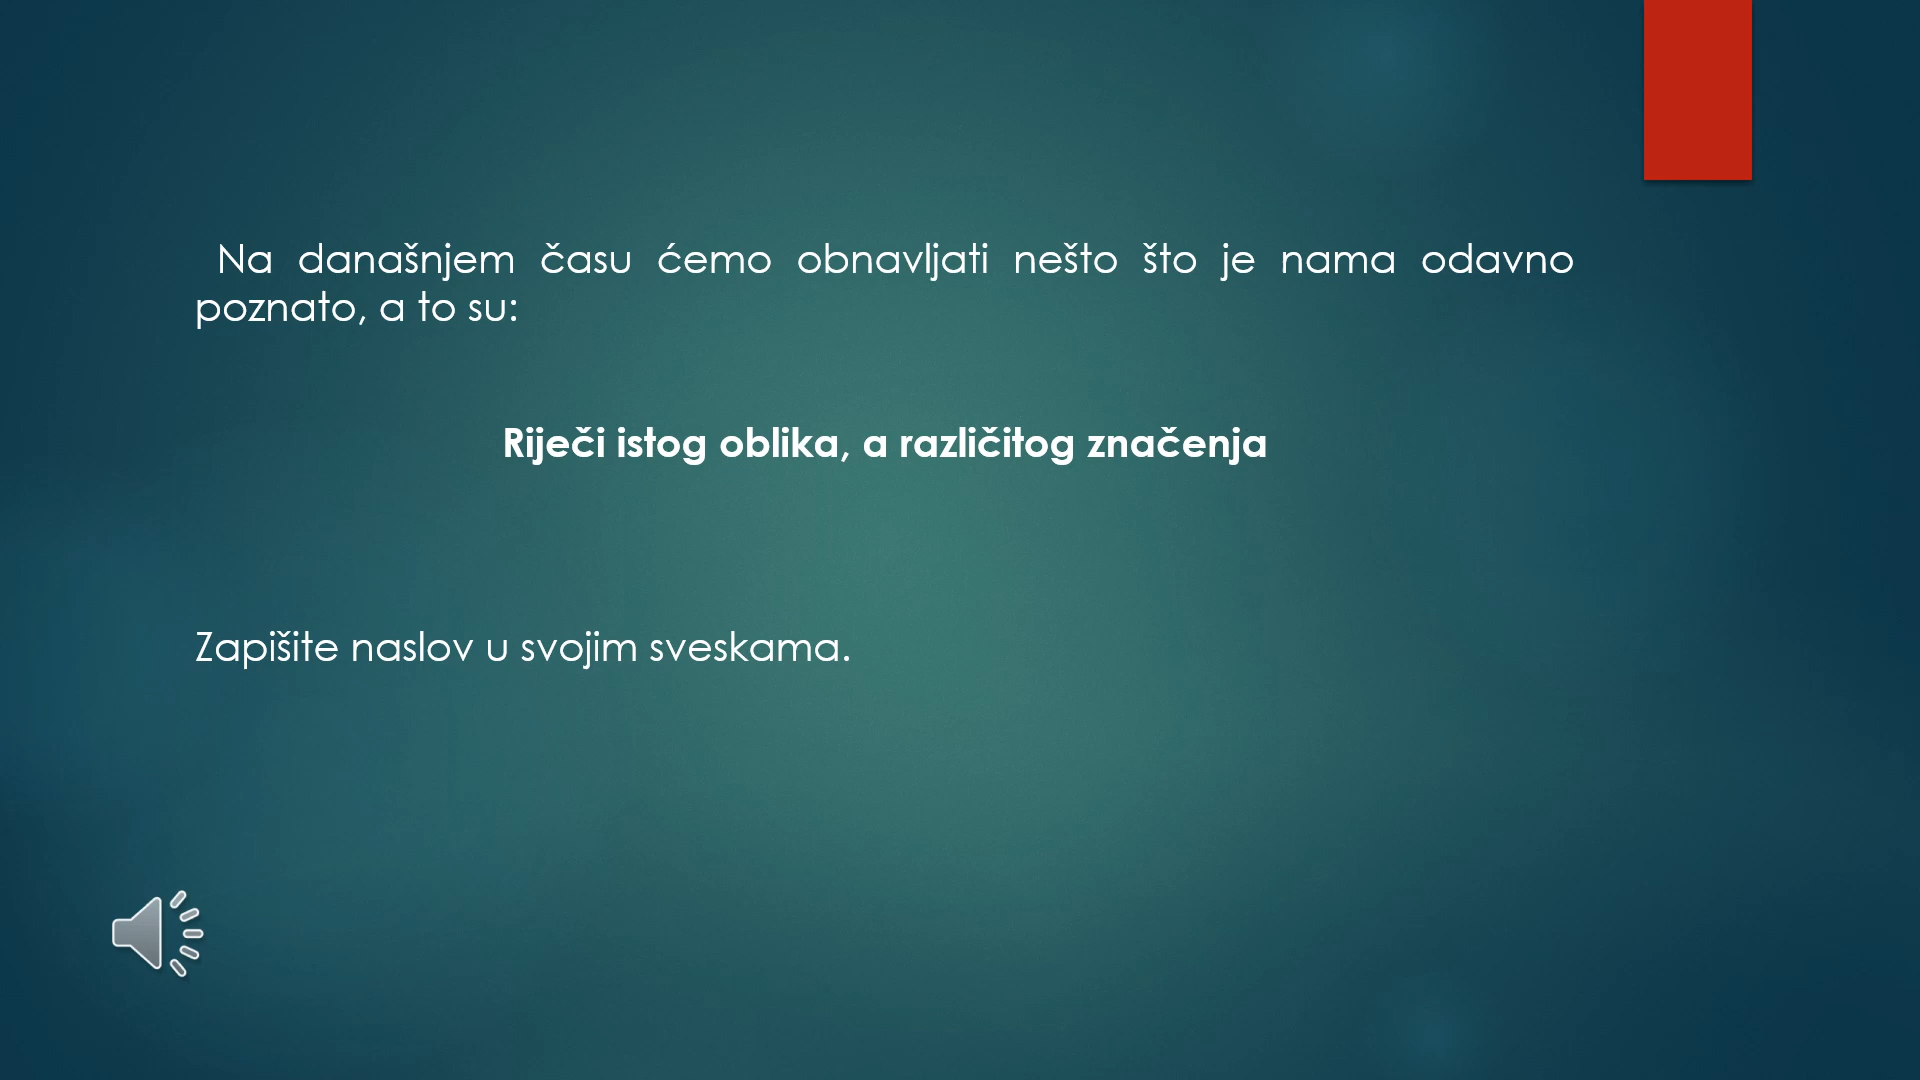 Na današnjem času ćemo obnavljati nešto što je nama odavno
poznato, a to su:
Riječi istog oblika, a različitog značenja
Zapišite naslov u svojim sveskama.